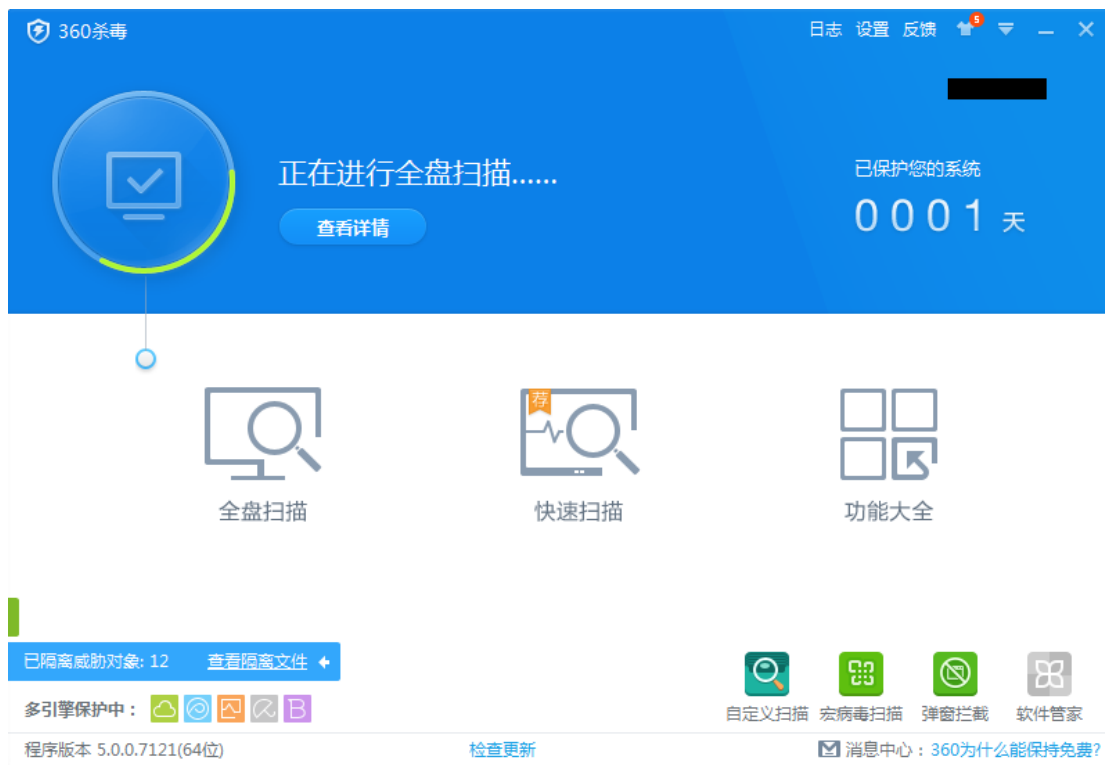 360杀毒
日志 设置 反馈 5
正在进行全盘扫描......
查看详情
已保护您的系统
0001 天
荐
全盘扫描 快速扫描 功能大全
已隔离威胁对象: 12 查看隔离文件
多引擎保护中：
B
自定义扫描 宏病毒扫描 弹窗拦截 软件管家
程序版本 5.0.0.7121(64位) 检查更新 消息中心：360为什么能保持免费?